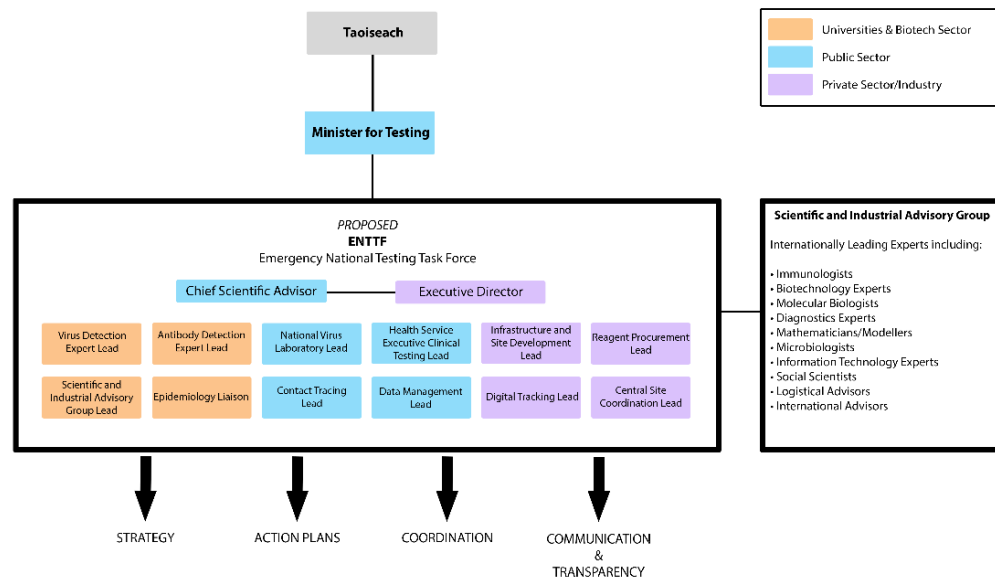 Taoiseach
Universities & Biotech Sector
Public Sector
Private Sector/Industry
Minister for Testing
PROPOSED
ENTTF
Emergency National Testing Task Force
Chief Scientific Advisor
Executive Director
Virus Detection
Expert Lead
Antibody Detection
Expert Lead
National Virus
Laboratory Lead
Health Service
Executive Clinical
Testing Lead
Infrastructure and
Site Development
Lead
Reagent Procurement
Lead
Scientific and
Industrial Advisory
Group Lead
Epidemiology Liaison
Contact Tracing
Lead
Data Management
Lead
Digital Tracking Lead
Central Site
Coordination Lead
Scientific and Industrial Advisory Group
Internationally Leading Experts including:
• Immunologists
• Biotechnology Experts
• Molecular Biologists
• Diagnostics Experts
• Mathematicians/Modellers
• Microbiologists
• Information Technology Experts
• Social Scientists
• Logistical Advisors
• International Advisors
STRATEGY
ACTION PLANS
COORDINATION
COMMUNICATION
&
TRANSPARENCY